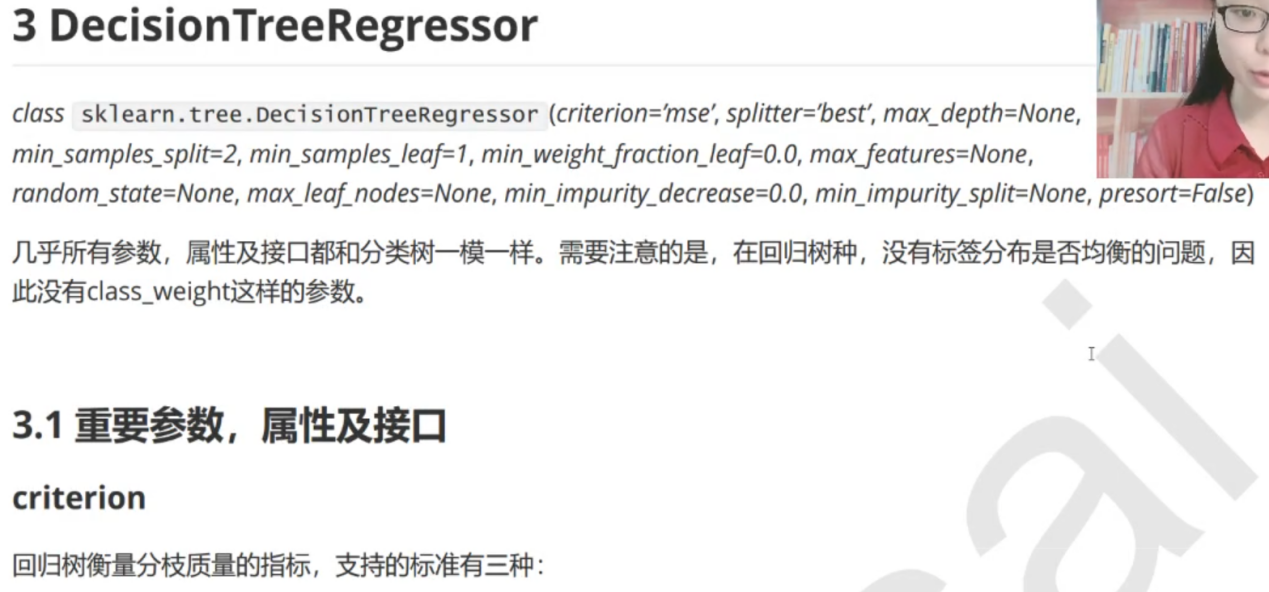 3 DecisionTreeRegressor
class sklearn.tree.DecisionTreeRegressor (criterion=’mse’, splitter=’best’, max_depth=None,
min_samples_split=2, min_samples_leaf=1, min_weight_fraction_leaf=0.0, max_features=None,
random_state=None, max_leaf_nodes=None, min_impurity_decrease=0.0, min_impurity_split=None, presort=False)
几乎所有参数，属性及接口都和分类树一模一样。需要注意的是，在回归树种，没有标签分布是否均衡的问题，因
此没有class_weight这样的参数。
3.1 重要参数，属性及接口
criterion
回归树衡量分枝质量的指标，支持的标准有三种：
ai